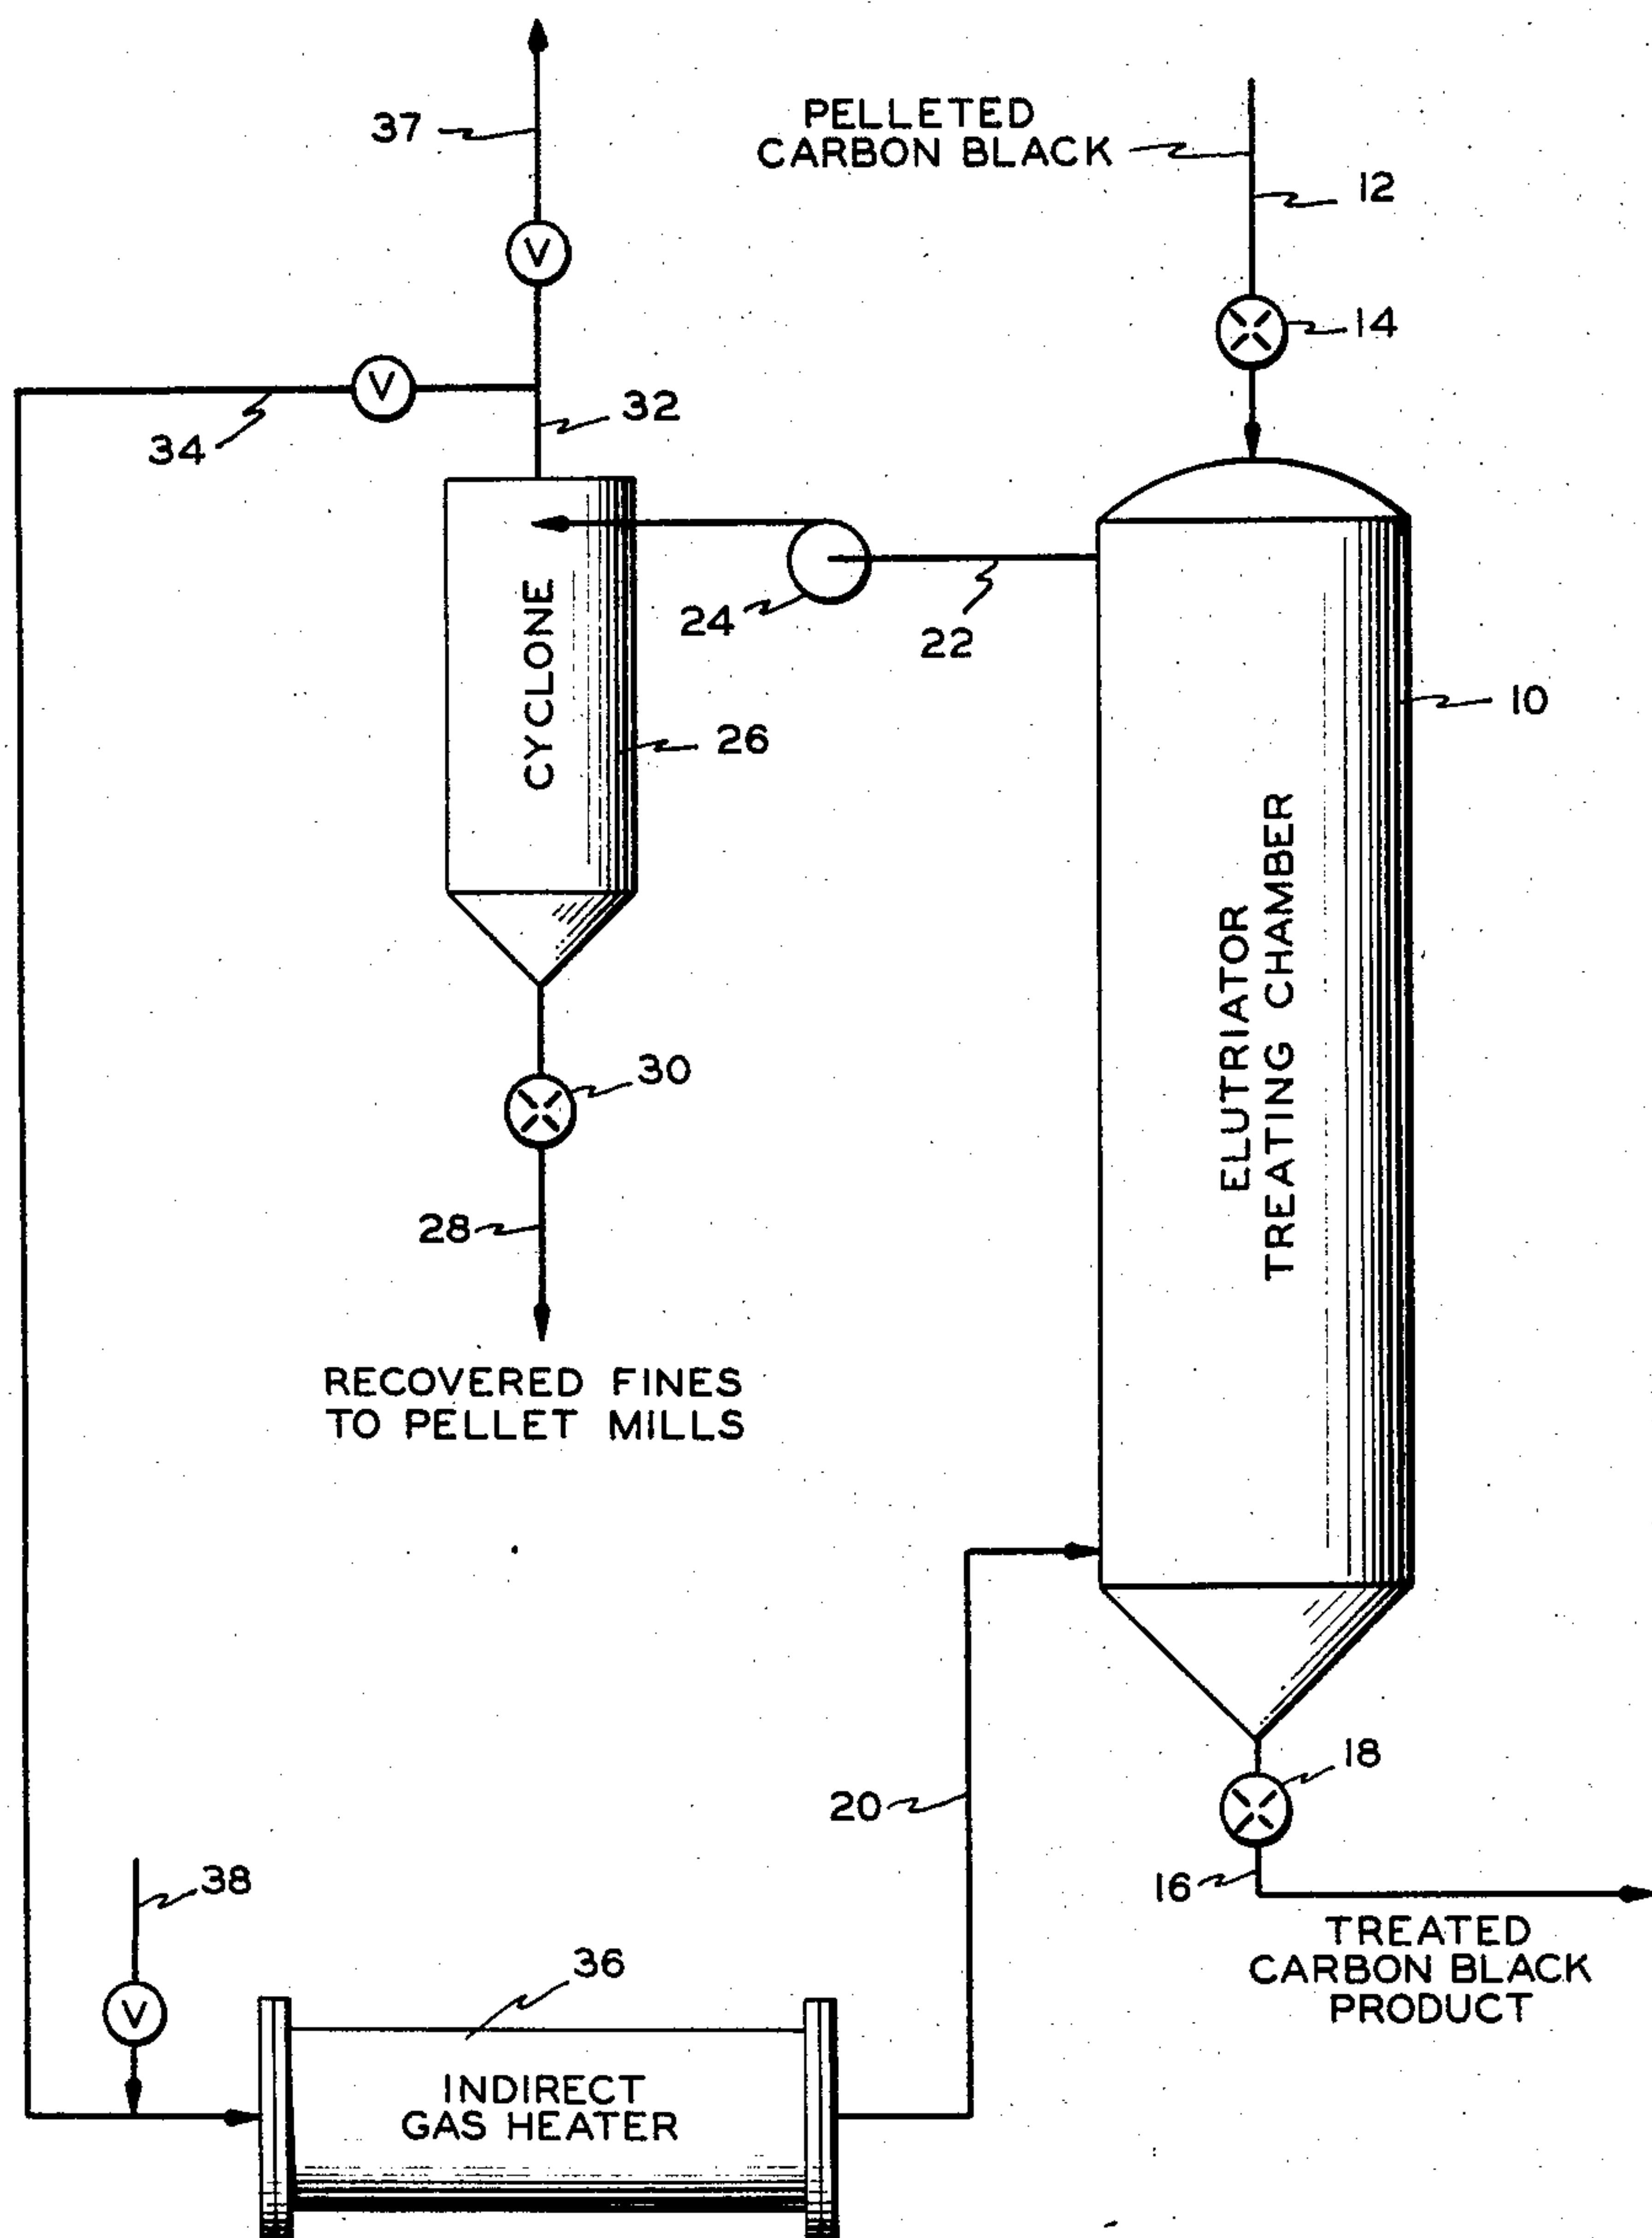 37
PELLETED
CARBON BLACK
12
V
14
V
32
34
CYCLONE
24
22
10
26
ELUTRIATOR
TREATING CHAMBER
30
28
RECOVERED FINES
TO PELLET MILLS
18
20
38
16
TREATED
CARBON BLACK
PRODUCT
36
V
INDIRECT
GAS HEATER